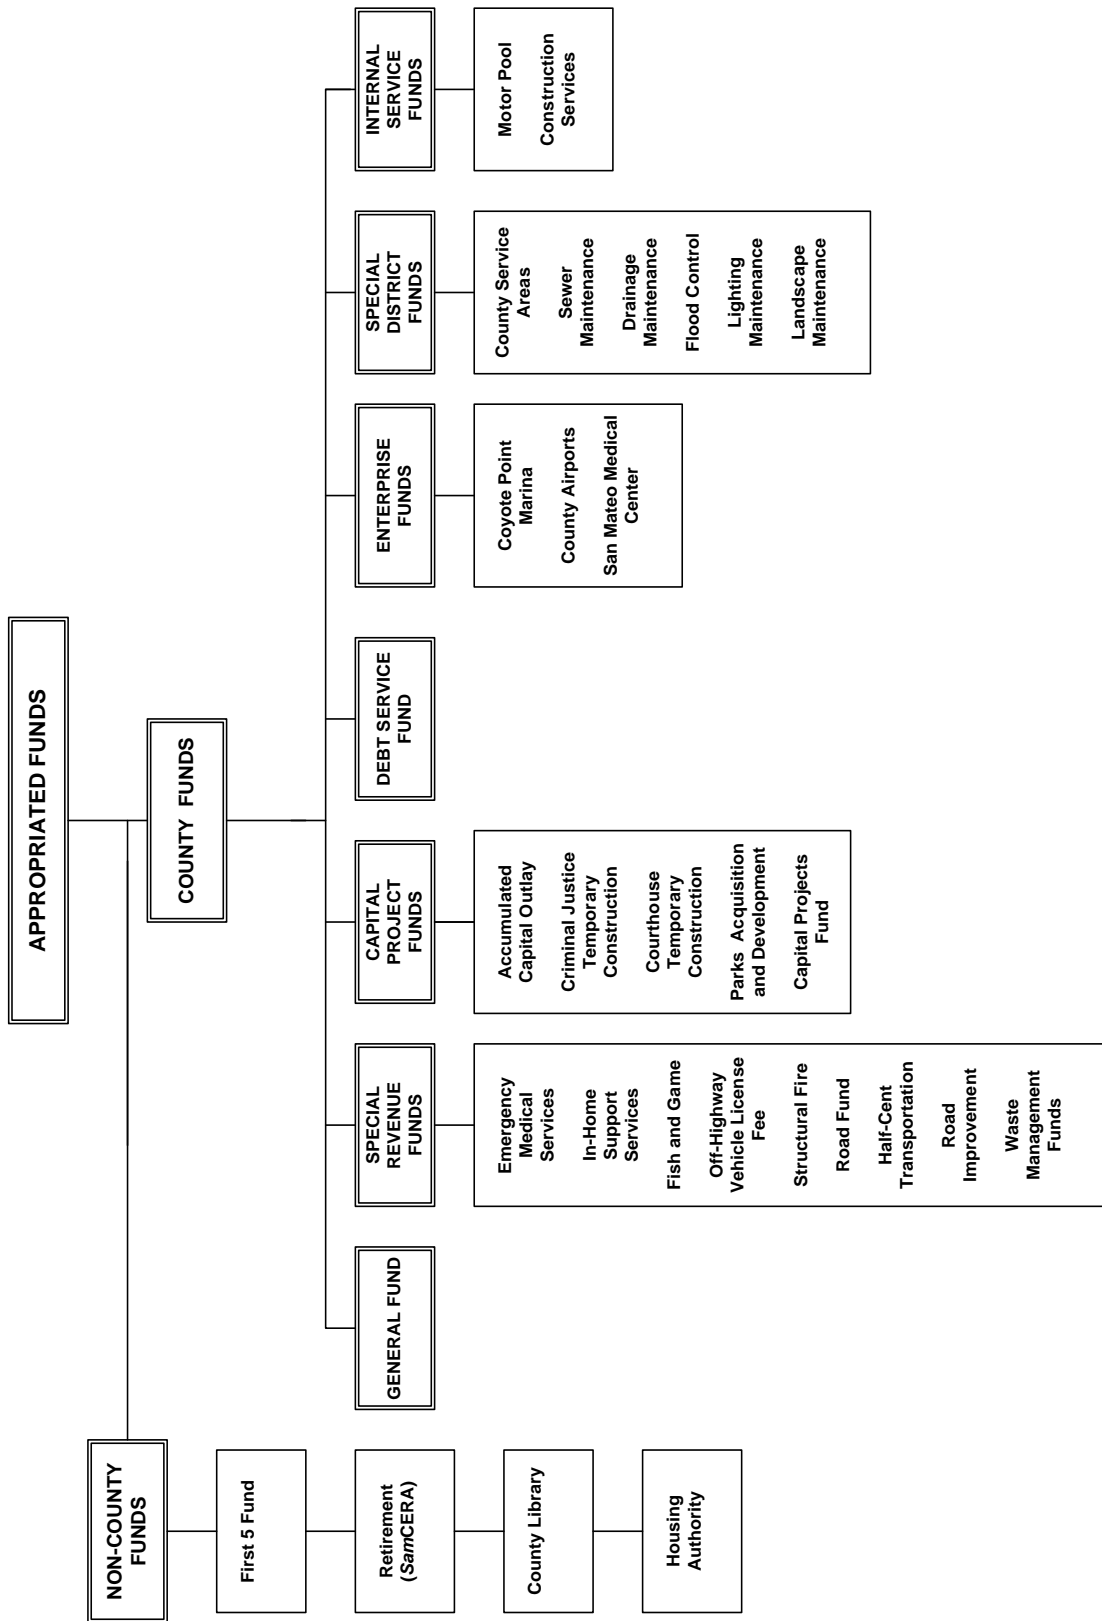 APPROPRIATED FUNDS
NON-COUNTY
FUNDS
First 5 Fund
Retirement
(SamCERA)
County Library
Housing
Authority
COUNTY FUNDS
GENERAL FUND
SPECIAL
REVENUE
FUNDS
Emergency
Medical
Services
In-Home
Support
Services
Fish and Game
Off-Highway
Vehicle License
Fee
Structural Fire
Road Fund
Half-Cent
Transportation
Road
Improvement
Waste
Management
Funds
CAPITAL
PROJECT
FUNDS
Accumulated
Capital Outlay
Criminal Justice
Temporary
Construction
Courthouse
Temporary
Construction
Parks Acquisition
and Development
Capital Projects
Fund
DEBT SERVICE
FUND
ENTERPRISE
FUNDS
Coyote Point
Marina
County Airports
San Mateo Medical
Center
SPECIAL
DISTRICT
FUNDS
County Service
Areas
Sewer
Maintenance
Drainage
Maintenance
Flood Control
Lighting
Maintenance
Landscape
Maintenance
INTERNAL
SERVICE
FUNDS
Motor Pool
Construction
Services